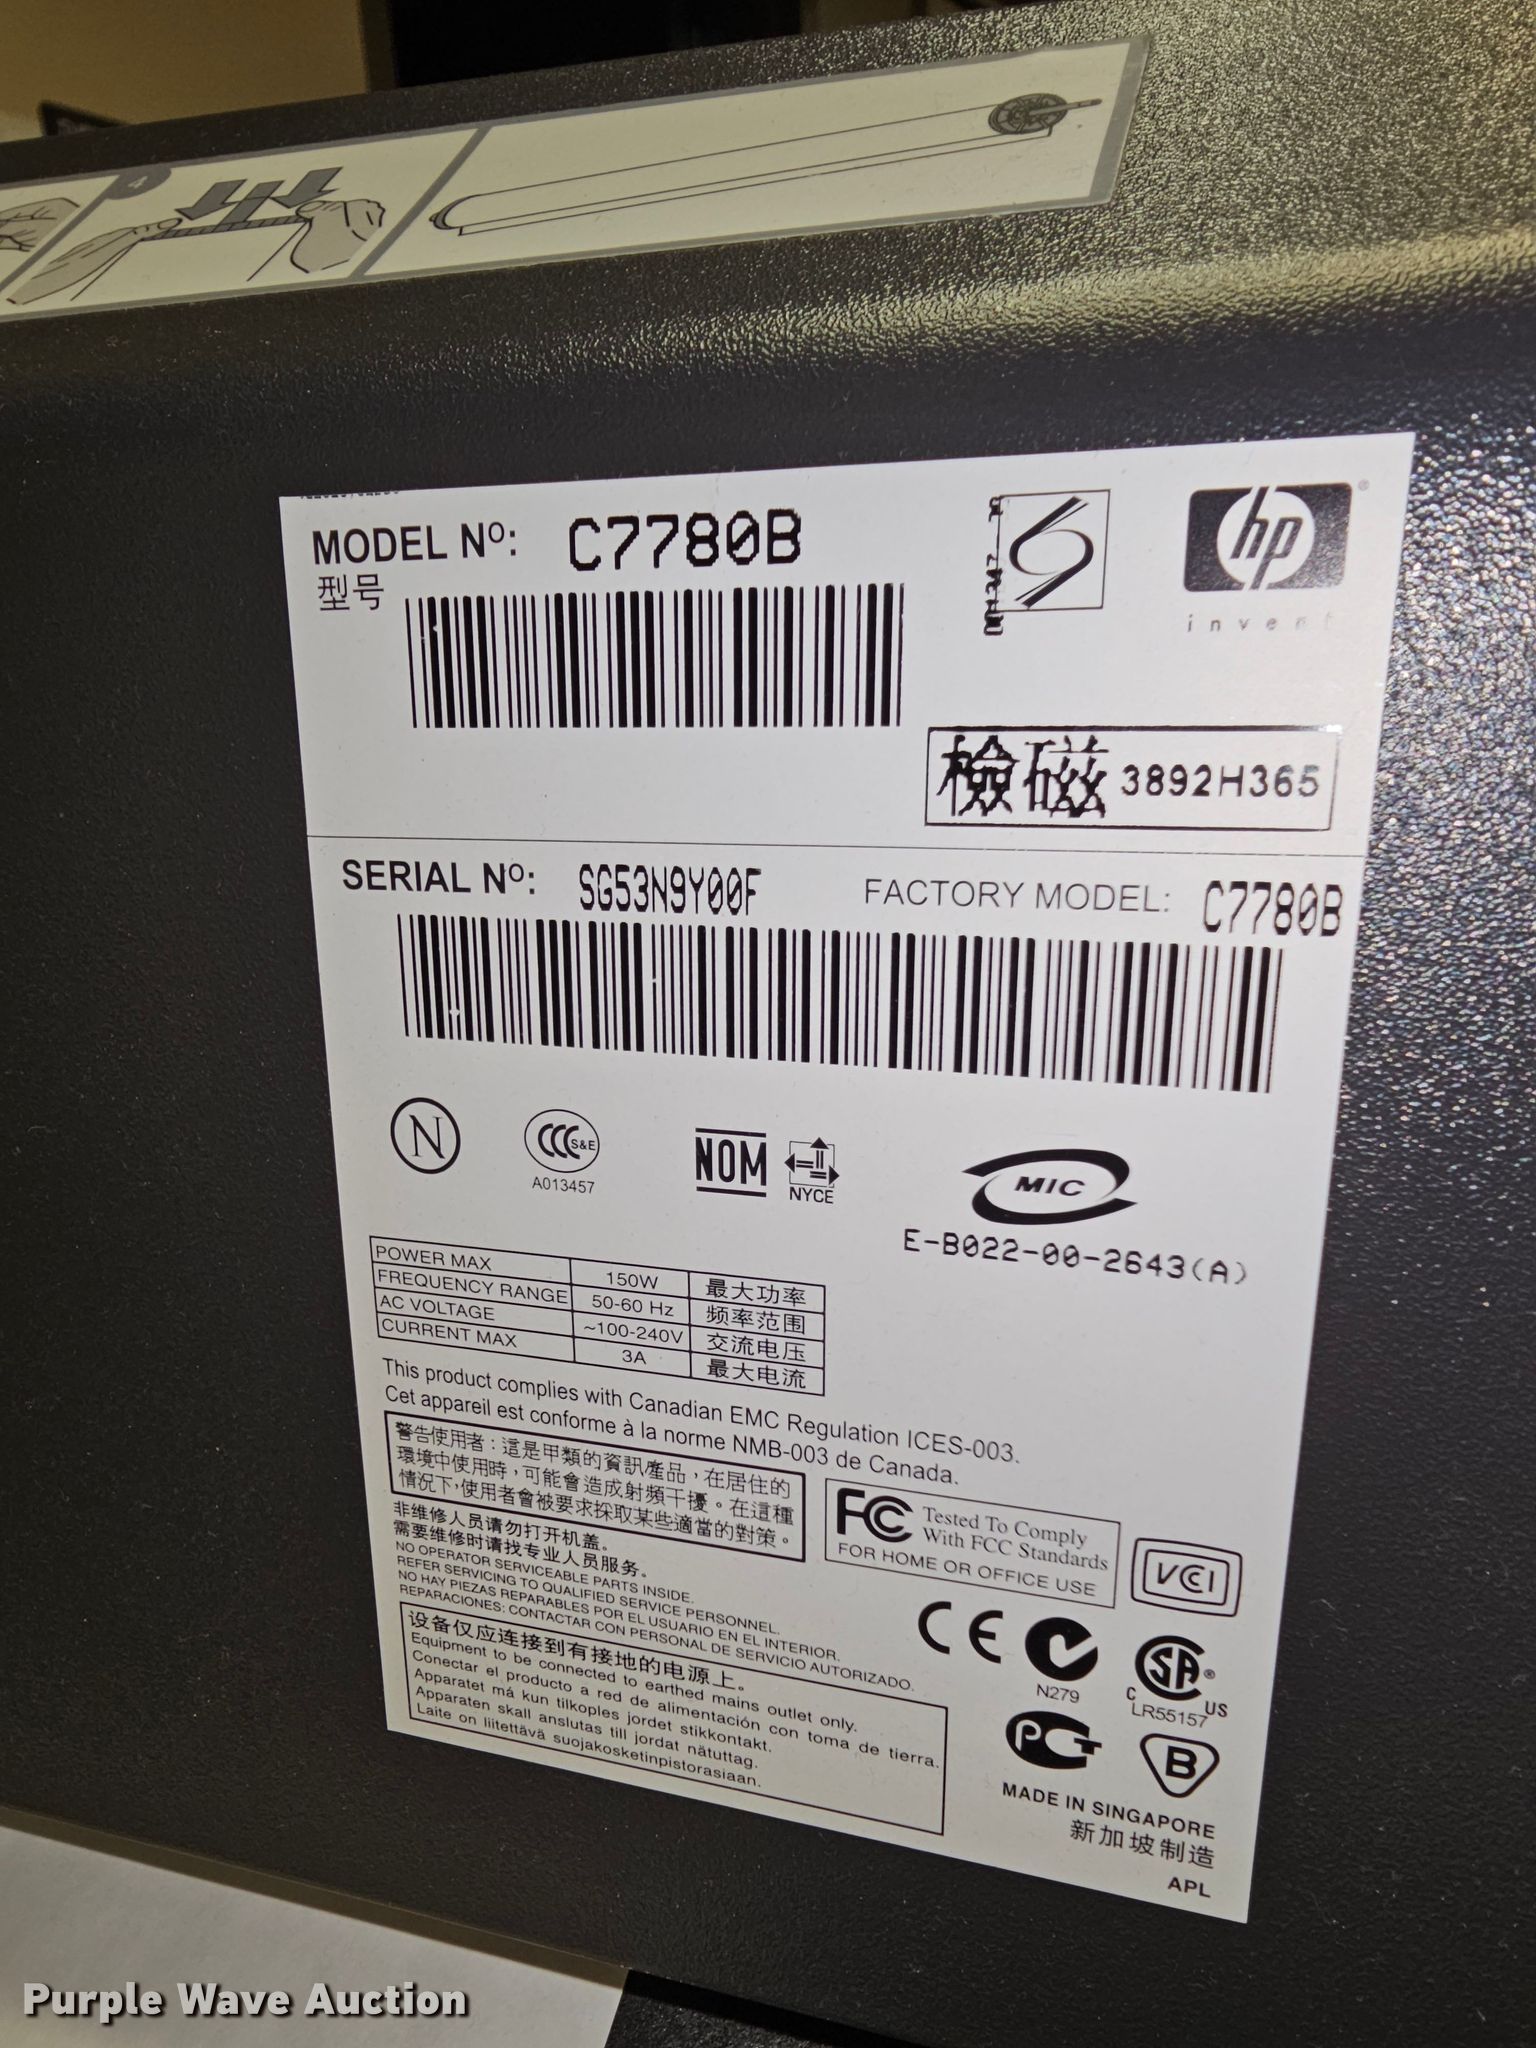 4
MODEL Nº: C7780B
型号
hp
®
invent
檢磁 3892H365
SERIAL Nº: SG53N9Y00F FACTORY MODEL: C7780B
N
CCC S&E
A013457
NOM
NYCE
MIC
E-B022-00-2643(A)
POWER MAX 150W 最大功率
FREQUENCY RANGE 50-60 Hz 频率范围
AC VOLTAGE ~100-240V 交流电压
CURRENT MAX 3A 最大电流
This product complies with Canadian EMC Regulation ICES-003.
Cet appareil est conforme à la norme NMB-003 de Canada.
警告使用者：這是甲類的資訊產品，在居住的
環境中使用時，可能會造成射頻干擾。在這種
情況下，使用者會被要求採取某些適當的對策。
FC Tested To Comply
With FCC Standards
FOR HOME OR OFFICE USE
VCCI
非维修人员请勿打开机盖。
需要维修时请找专业人员服务。
NO OPERATOR SERVICEABLE PARTS INSIDE.
REFER SERVICING TO QUALIFIED SERVICE PERSONNEL.
NO HAY PIEZAS REPARABLES POR EL USUARIO EN EL INTERIOR.
REPARACIONES: CONTACTAR CON PERSONAL DE SERVICIO AUTORIZADO.
设备仅应连接到有接地的电源上。
Equipment to be connected to earthed mains outlet only.
Conectar el producto a red de alimentación con toma de tierra.
Apparatet må kun tilkoples jordet stikkontakt.
Apparaten skall anslutas till jordat nätuttag.
Laite on liitettävä suojakosketinpistorasiaan.
CE
N279
C SA ® US
LR55157
PCT
B
MADE IN SINGAPORE
新加坡制造
APL
Purple Wave Auction